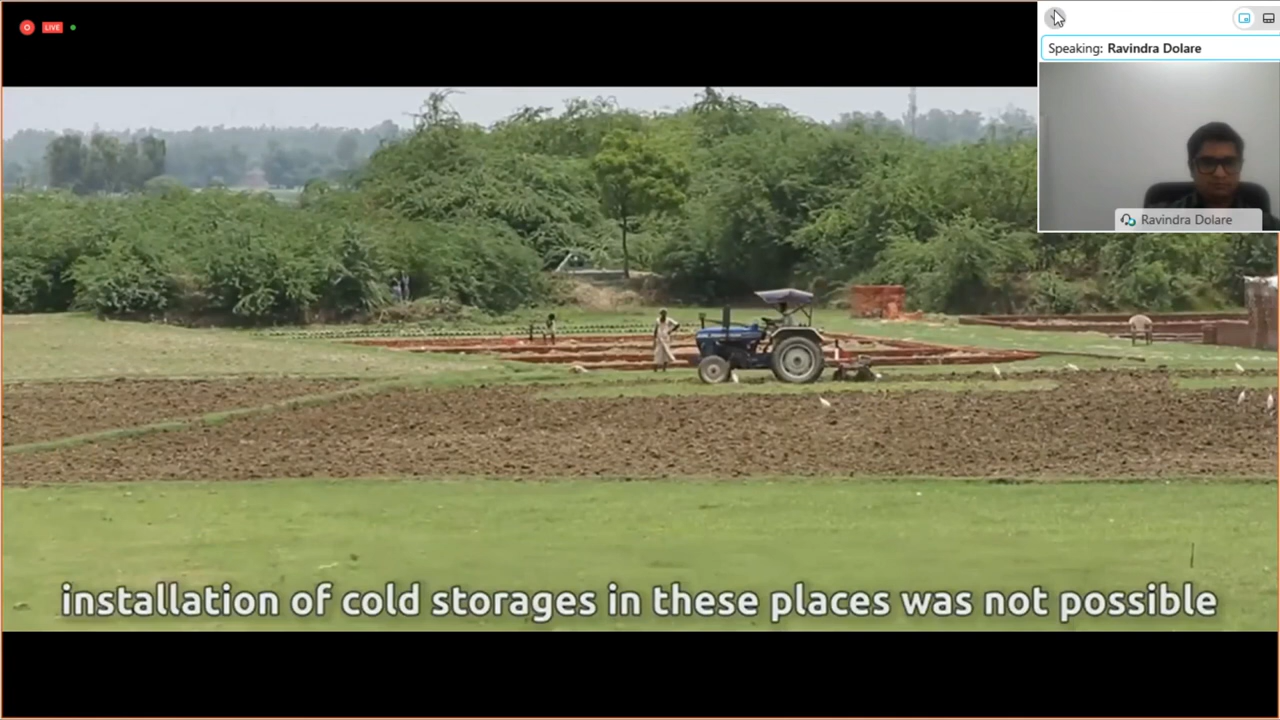 LIVE
Speaking: Ravindra Dolare
Ravindra Dolare
installation of cold storages in these places was not possible